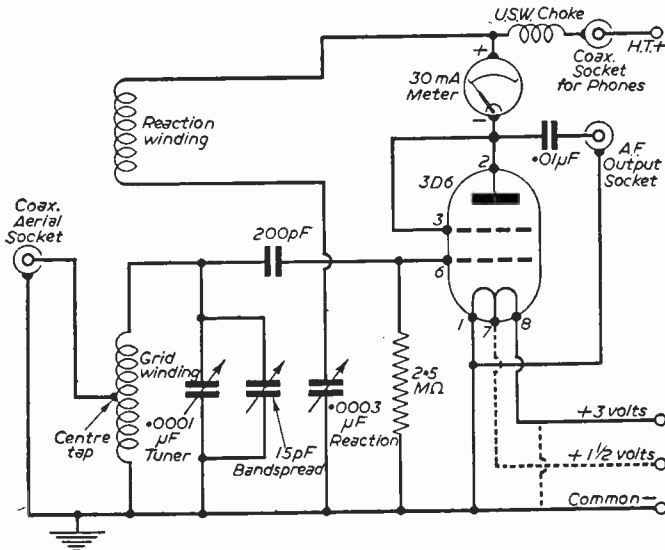 U.S.W. Choke
+
H.T.+
30 mA
Meter
Coax.
Socket
for Phones
−
Reaction
winding
·01µF
A.F.
Output
Socket
2
3D6
Coax.
Aerial
Socket
3
200pF
6
1
7
8
Grid
winding
2·5
MΩ
Centre
tap
·0001
µF
Tuner
15pF
Bandspread
·0003
µF
Reaction
+3 volts
+1½ volts
Common−